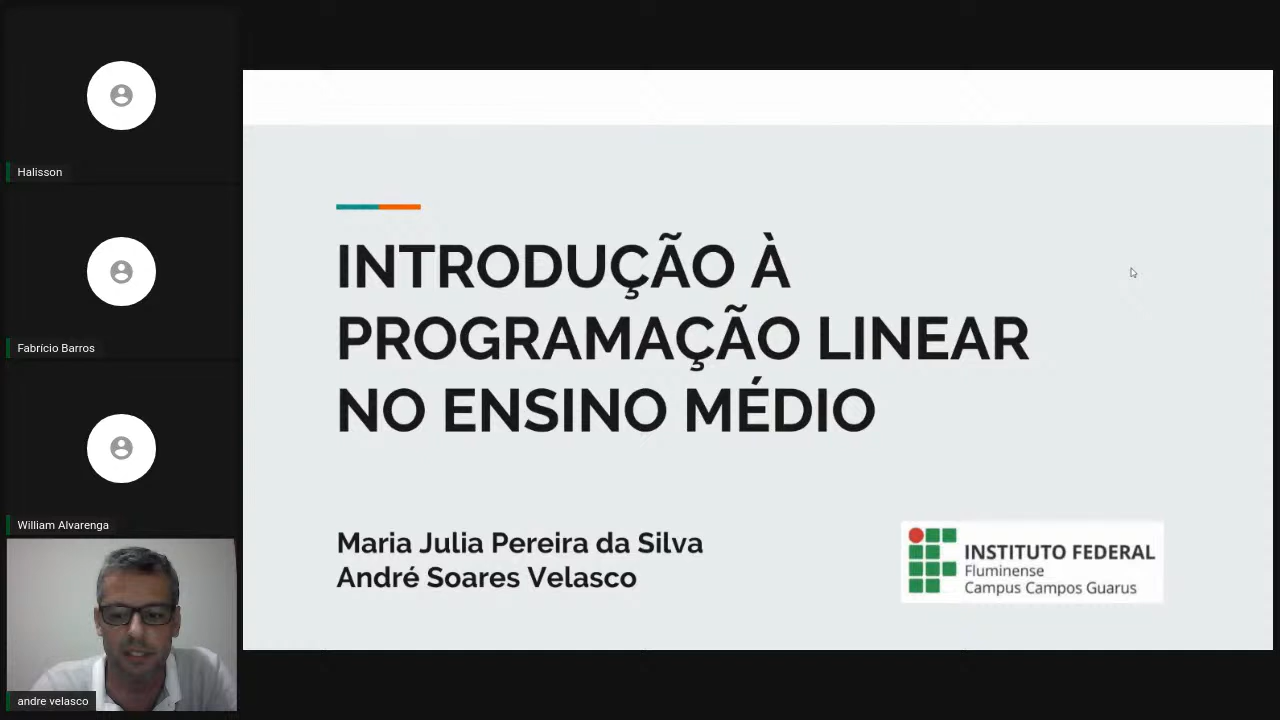 Halisson
Fabrício Barros
William Alvarenga
andre velasco
INTRODUÇÃO À
PROGRAMAÇÃO LINEAR
NO ENSINO MÉDIO
Maria Julia Pereira da Silva
André Soares Velasco
INSTITUTO FEDERAL
Fluminense
Campus Campos Guarus